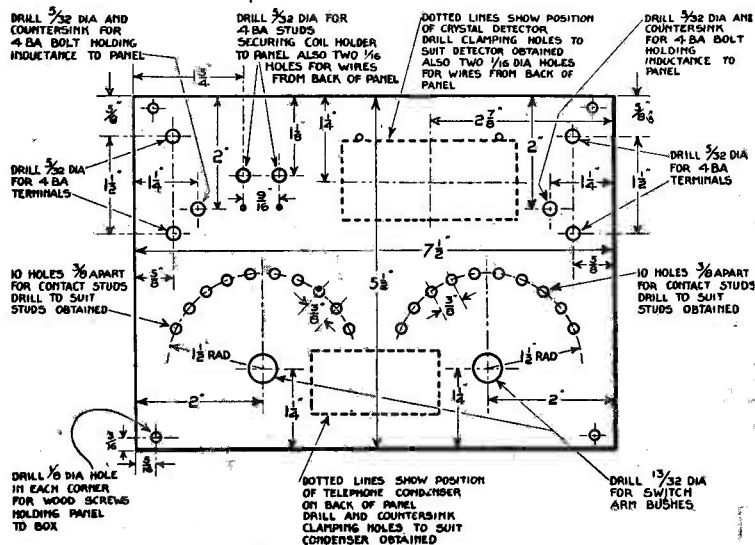 DRILL 5/32 DIA AND
COUNTERSINK FOR
4 BA BOLT HOLDING
INDUCTANCE TO PANEL
DRILL 5/32 DIA FOR
4 BA STUDS
SECURING COIL HOLDER
TO PANEL ALSO TWO 1/16
HOLES FOR WIRES
FROM BACK OF PANEL
DOTTED LINES SHOW POSITION
OF CRYSTAL DETECTOR
DRILL CLAMPING HOLES TO
SUIT DETECTOR OBTAINED
ALSO TWO 1/16 DIA HOLES
FOR WIRES FROM BACK OF
PANEL
DRILL 5/32 DIA AND
COUNTERSINK
FOR 4 BA BOLT
HOLDING
INDUCTANCE TO
PANEL
5/8"
2"
1 1/8"
1 1/4"
2 7/8"
2"
5/8"
DRILL 5/32 DIA
FOR 4 BA
TERMINALS
1 1/2"
1 1/4"
9/16"
1 1/4"
1 1/2"
DRILL 5/32 DIA
FOR 4 BA
TERMINALS
7 1/2"
5 1/2"
10 HOLES 3/8 APART
FOR CONTACT STUDS
DRILL TO SUIT
STUDS OBTAINED
5/8"
3/8"
3/8"
5/8"
10 HOLES 3/8 APART
FOR CONTACT STUDS
DRILL TO SUIT
STUDS OBTAINED
1 1/2" RAD
1 1/2" RAD
2"
1 1/4"
1 1/4"
2"
DRILL 1/8 DIA HOLE
IN EACH CORNER
FOR WOOD SCREWS
HOLDING PANEL
TO BOX
DOTTED LINES SHOW POSITION
OF TELEPHONE CONDENSER
ON BACK OF PANEL
DRILL AND COUNTERSINK
CLAMPING HOLES TO SUIT
CONDENSER OBTAINED
DRILL 13/32 DIA
FOR SWITCH
ARM BUSHES